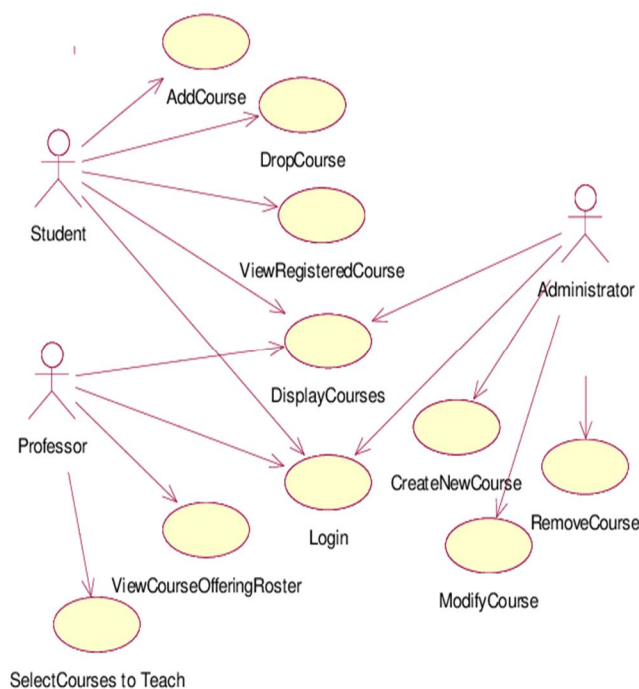 AddCourse
DropCourse
Student
ViewRegisteredCourse
Administrator
DisplayCourses
Professor
CreateNewCourse
RemoveCourse
Login
ViewCourseOfferingRoster
ModifyCourse
SelectCourses to Teach